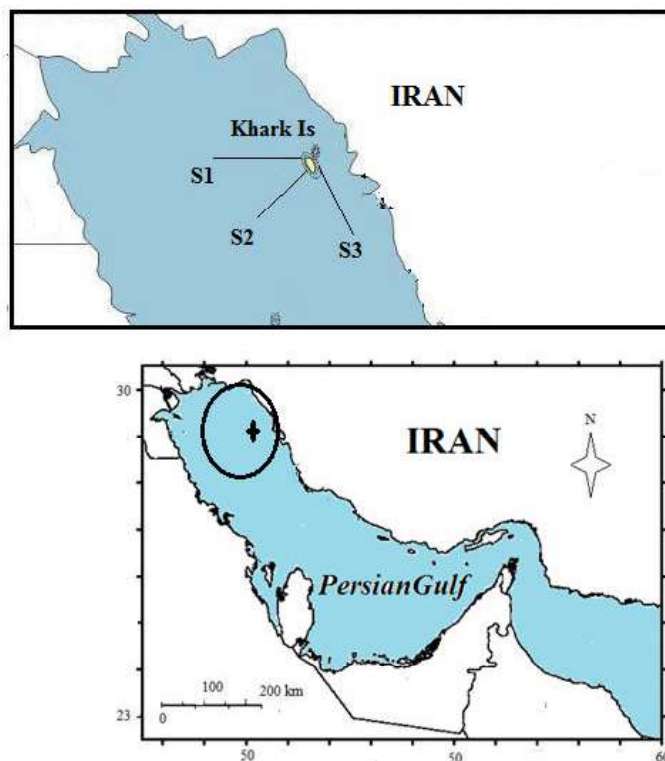 IRAN
Khark Is
S1
S2
S3
30
N
IRAN
PersianGulf
100 200 km
0
23
50 50 60